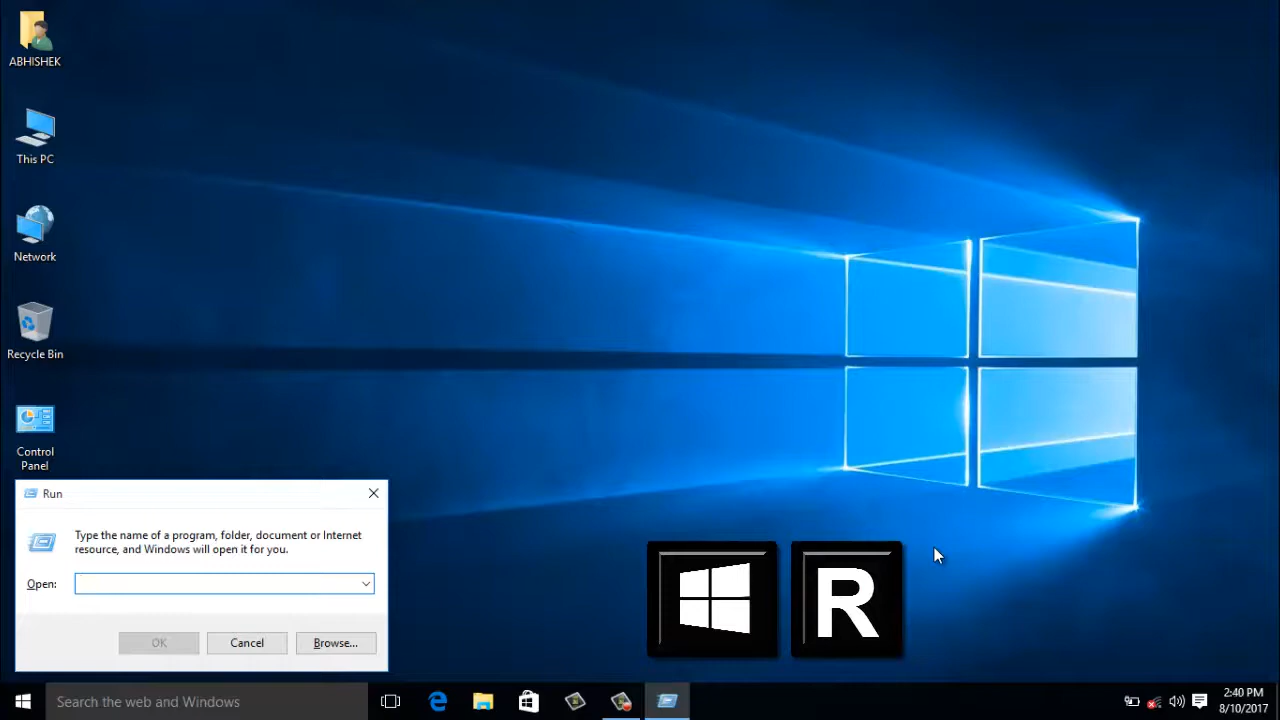 ABHISHEK
This PC
Network
Recycle Bin
Control
Panel
Run
Type the name of a program, folder, document or Internet
resource, and Windows will open it for you.
Open:
OK
Cancel
Browse...
R
Search the web and Windows
2:40 PM
8/10/2017